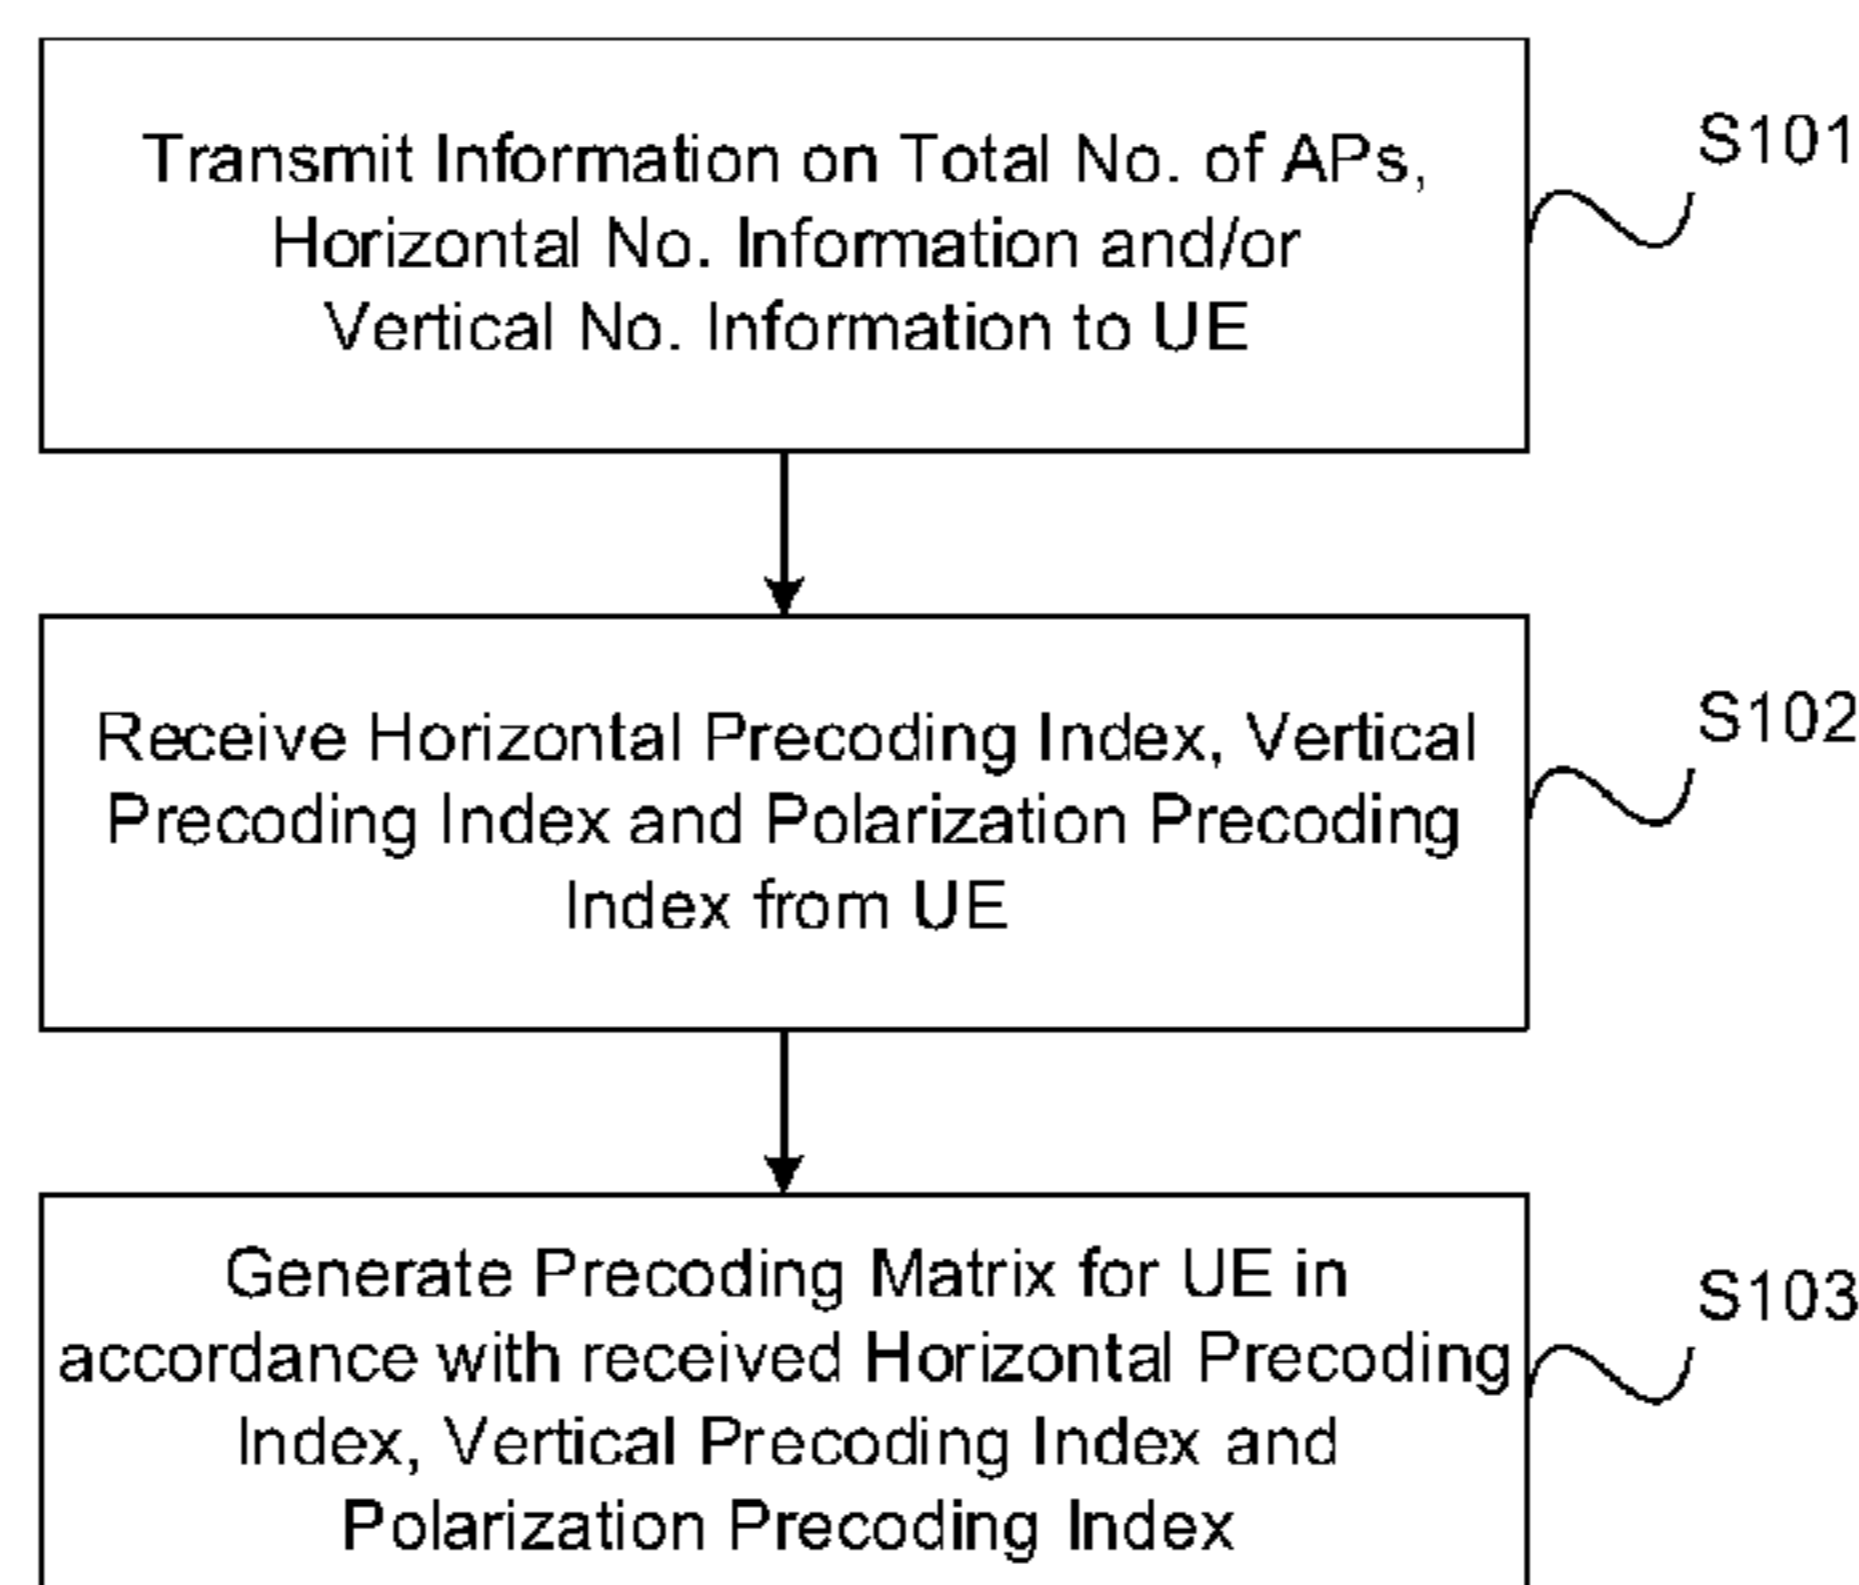 Transmit Information on Total No. of APs,
Horizontal No. Information and/or
Vertical No. Information to UE
S101
Receive Horizontal Precoding Index, Vertical
Precoding Index and Polarization Precoding
Index from UE
S102
Generate Precoding Matrix for UE in
accordance with received Horizontal Precoding
Index, Vertical Precoding Index and
Polarization Precoding Index
S103